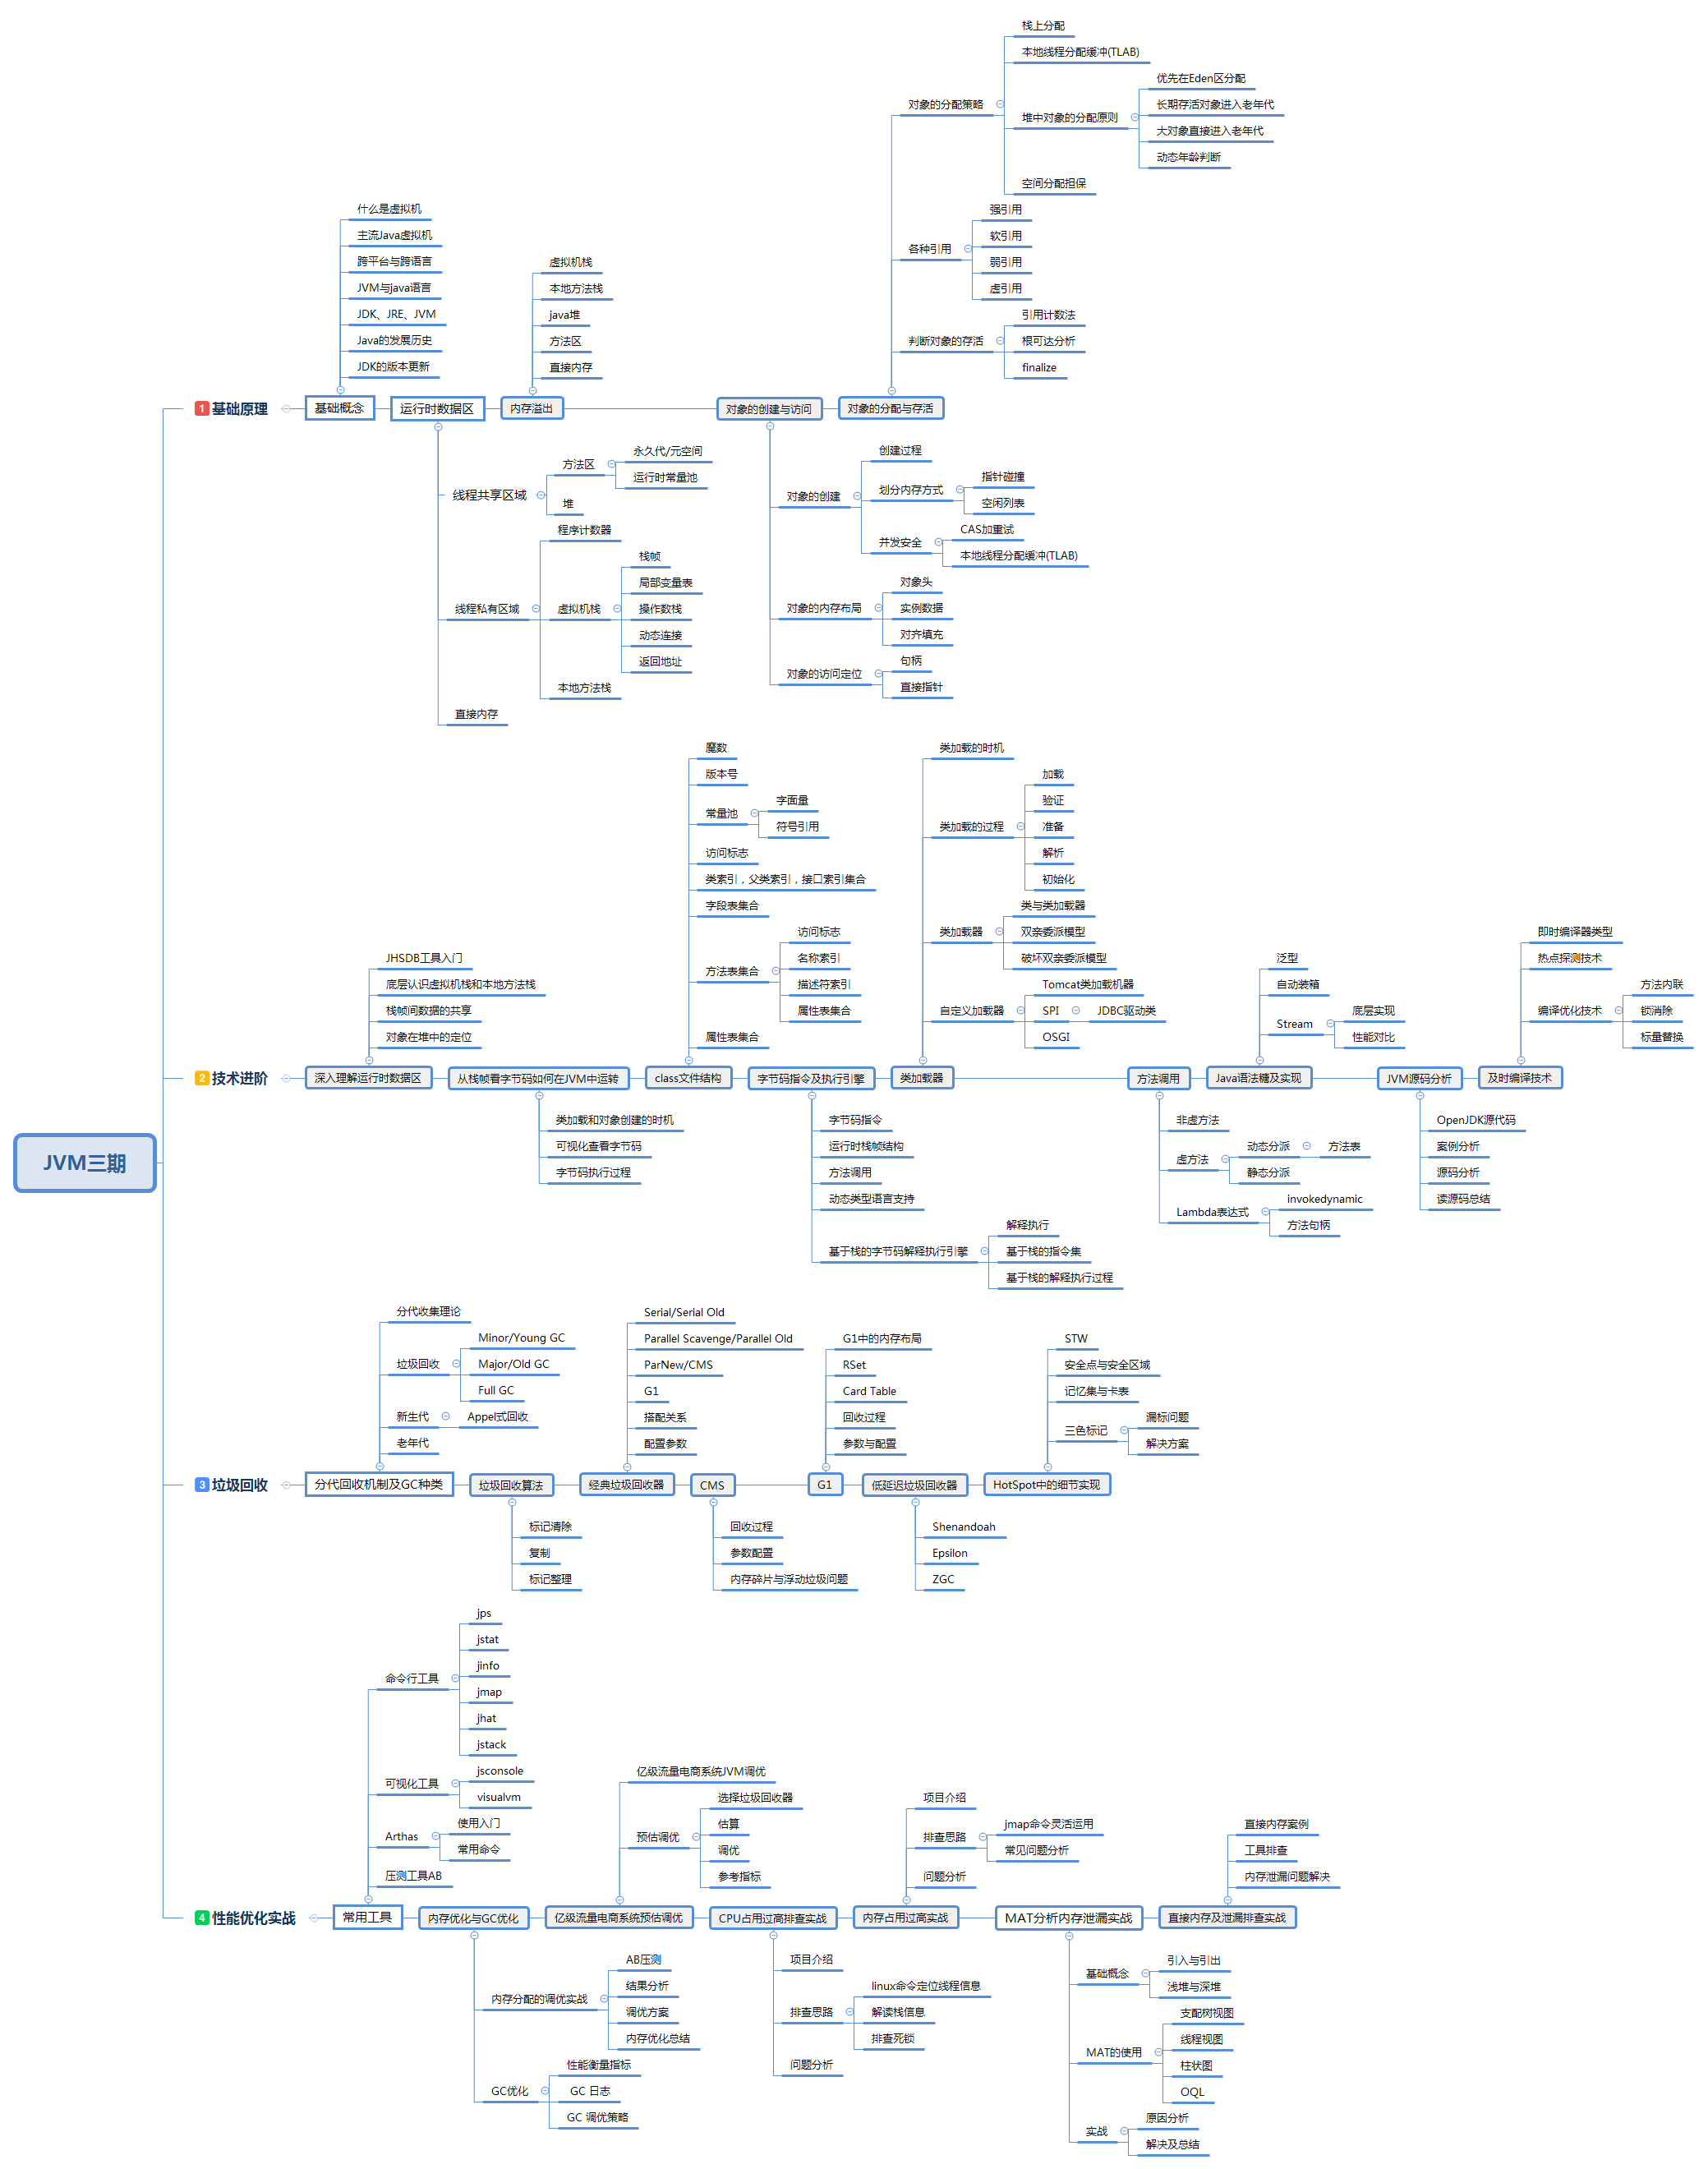 JVM三期
1 基础原理
基础概念
什么是虚拟机
主流Java虚拟机
跨平台与跨语言
JVM与java语言
JDK、JRE、JVM
Java的发展历史
JDK的版本更新
运行时数据区
线程共享区域
方法区
永久代/元空间
运行时常量池
堆
线程私有区域
程序计数器
虚拟机栈
栈帧
局部变量表
操作数栈
动态连接
返回地址
本地方法栈
直接内存
内存溢出
虚拟机栈
本地方法栈
java堆
方法区
直接内存
对象的创建与访问
对象的创建
创建过程
划分内存方式
指针碰撞
空闲列表
并发安全
CAS加重试
本地线程分配缓冲(TLAB)
对象的内存布局
对象头
实例数据
对齐填充
对象的访问定位
句柄
直接指针
对象的分配与存活
对象的分配策略
栈上分配
本地线程分配缓冲(TLAB)
堆中对象的分配原则
优先在Eden区分配
长期存活对象进入老年代
大对象直接进入老年代
动态年龄判断
空间分配担保
各种引用
强引用
软引用
弱引用
虚引用
判断对象的存活
引用计数法
根可达分析
finalize
2 技术进阶
深入理解运行时数据区
JHSDB工具入门
底层认识虚拟机栈和本地方法栈
栈帧间数据的共享
对象在堆中的定位
从栈帧看字节码如何在JVM中运转
类加载和对象创建的时机
可视化查看字节码
字节码执行过程
class文件结构
魔数
版本号
常量池
字面量
符号引用
访问标志
类索引，父类索引，接口索引集合
字段表集合
方法表集合
访问标志
名称索引
描述符索引
属性表集合
属性表集合
字节码指令及执行引擎
字节码指令
运行时栈帧结构
方法调用
动态类型语言支持
基于栈的字节码解释执行引擎
解释执行
基于栈的指令集
基于栈的解释执行过程
类加载器
类加载的时机
类加载的过程
加载
验证
准备
解析
初始化
类加载器
类与类加载器
双亲委派模型
破坏双亲委派模型
自定义加载器
Tomcat类加载机器
SPI
JDBC驱动类
OSGI
方法调用
非虚方法
虚方法
动态分派
方法表
静态分派
Lambda表达式
invokedynamic
方法句柄
Java语法糖及实现
泛型
自动装箱
Stream
底层实现
性能对比
JVM源码分析
OpenJDK源代码
案例分析
源码分析
读源码总结
及时编译技术
即时编译器类型
热点探测技术
编译优化技术
方法内联
锁消除
标量替换
3 垃圾回收
分代回收机制及GC种类
分代收集理论
垃圾回收
Minor/Young GC
Major/Old GC
Full GC
新生代
Appel式回收
老年代
垃圾回收算法
标记清除
复制
标记整理
经典垃圾回收器
Serial/Serial Old
Parallel Scavenge/Parallel Old
ParNew/CMS
G1
搭配关系
配置参数
CMS
回收过程
参数配置
内存碎片与浮动垃圾问题
G1
G1中的内存布局
RSet
Card Table
回收过程
参数与配置
低延迟垃圾回收器
Shenandoah
Epsilon
ZGC
HotSpot中的细节实现
STW
安全点与安全区域
记忆集与卡表
三色标记
漏标问题
解决方案
4 性能优化实战
常用工具
命令行工具
jps
jstat
jinfo
jmap
jhat
jstack
可视化工具
jsconsole
visualvm
Arthas
使用入门
常用命令
压测工具AB
内存优化与GC优化
内存分配的调优实战
AB压测
结果分析
调优方案
内存优化总结
GC优化
性能衡量指标
GC 日志
GC 调优策略
亿级流量电商系统预估调优
亿级流量电商系统JVM调优
预估调优
选择垃圾回收器
估算
调优
参考指标
CPU占用过高排查实战
项目介绍
排查思路
linux命令定位线程信息
解读栈信息
排查死锁
问题分析
内存占用过高实战
项目介绍
排查思路
jmap命令灵活运用
常见问题分析
问题分析
MAT分析内存泄漏实战
基础概念
引入与引出
浅堆与深堆
MAT的使用
支配树视图
线程视图
柱状图
OQL
实战
原因分析
解决及总结
直接内存及泄漏排查实战
直接内存案例
工具排查
内存泄漏问题解决